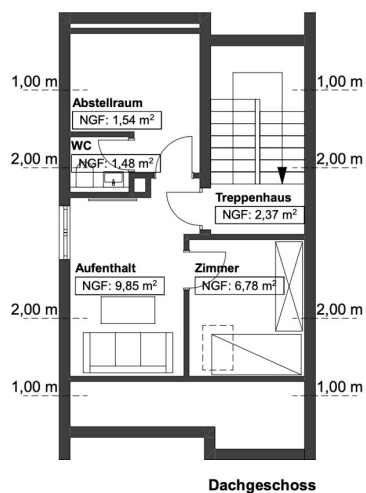 1,00 m
1,00 m
Abstellraum
NGF: 1,54 m²
WC
NGF: 1,48 m²
2,00 m
2,00 m
Treppenhaus
NGF: 2,37 m²
Aufenthalt
NGF: 9,85 m²
Zimmer
NGF: 6,78 m²
2,00 m
2,00 m
1,00 m
1,00 m
Dachgeschoss